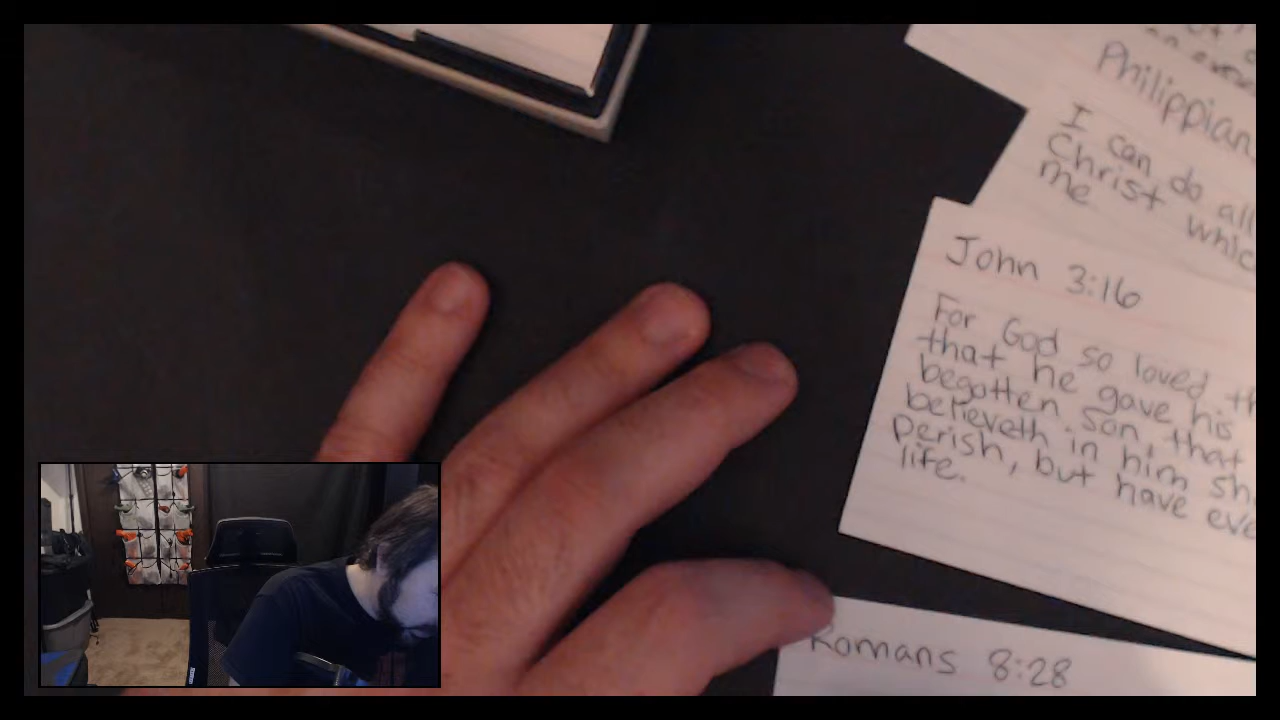 Philippian
I can do all
Christ whic
me
John 3:16
For God so loved th
that he gave his
begotten son, that
believeth in him sh
perish, but have eve
life.
Romans 8:28